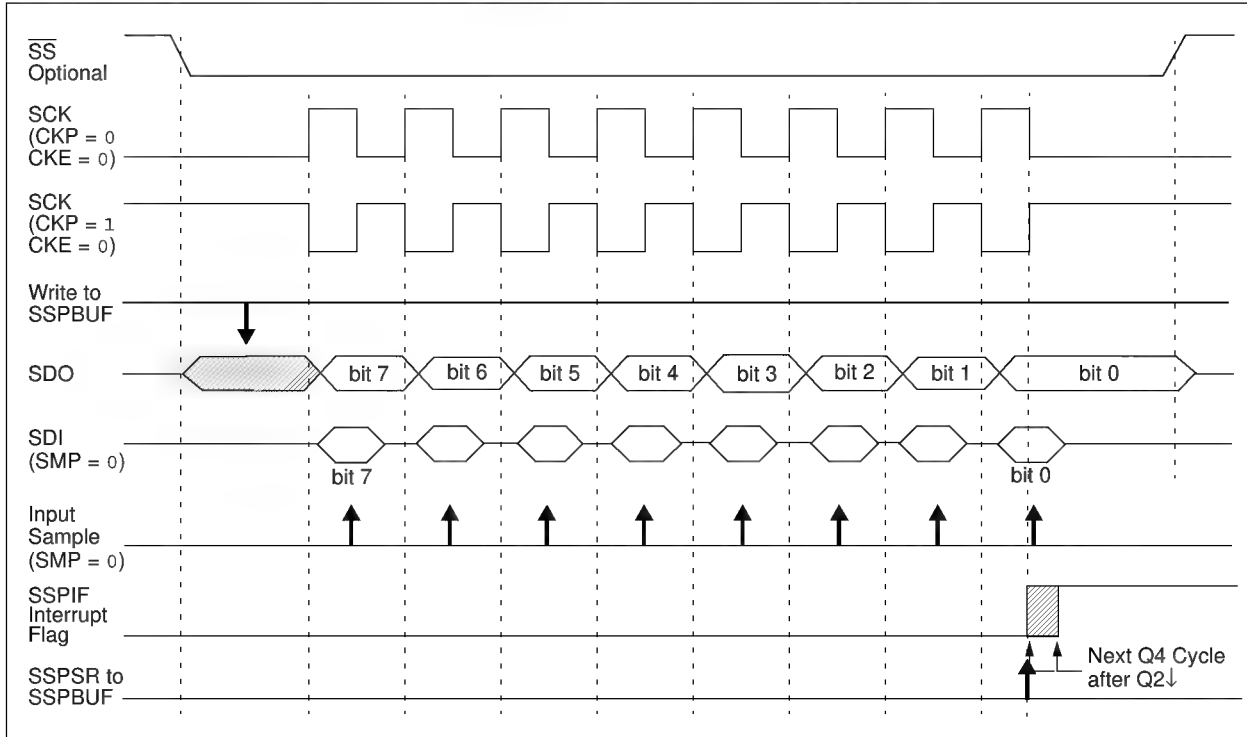 SS
Optional
SCK
(CKP = 0
CKE = 0)
SCK
(CKP = 1
CKE = 0)
Write to
SSPBUF
SDO
bit 7 bit 6 bit 5 bit 4 bit 3 bit 2 bit 1 bit 0
SDI
(SMP = 0)
bit 7 bit 0
Input
Sample
(SMP = 0)
SSPIF
Interrupt
Flag
Next Q4 Cycle
after Q2↓
SSPSR to
SSPBUF